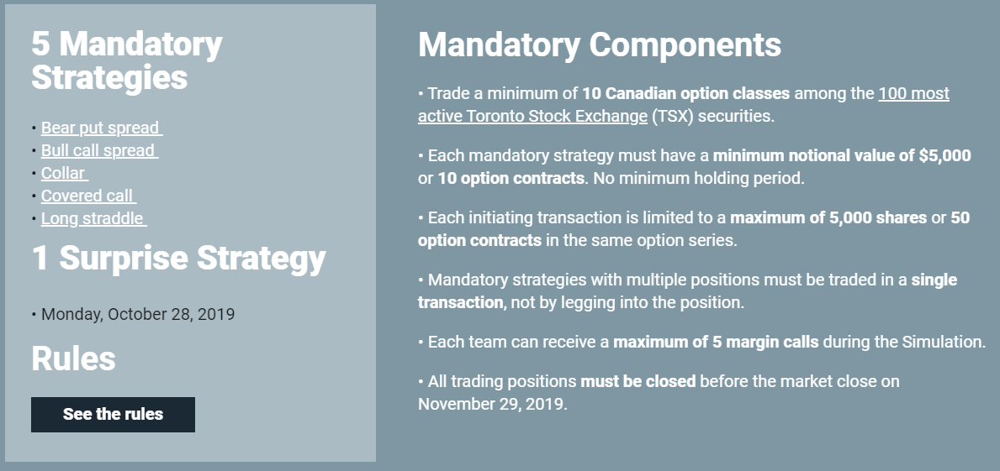 5 Mandatory
Strategies
• Bear put spread
• Bull call spread
• Collar
• Covered call
• Long straddle
1 Surprise Strategy
• Monday, October 28, 2019
Rules
See the rules
Mandatory Components
• Trade a minimum of 10 Canadian option classes among the 100 most
active Toronto Stock Exchange (TSX) securities.
• Each mandatory strategy must have a minimum notional value of $5,000
or 10 option contracts. No minimum holding period.
• Each initiating transaction is limited to a maximum of 5,000 shares or 50
option contracts in the same option series.
• Mandatory strategies with multiple positions must be traded in a single
transaction, not by legging into the position.
• Each team can receive a maximum of 5 margin calls during the Simulation.
• All trading positions must be closed before the market close on
November 29, 2019.